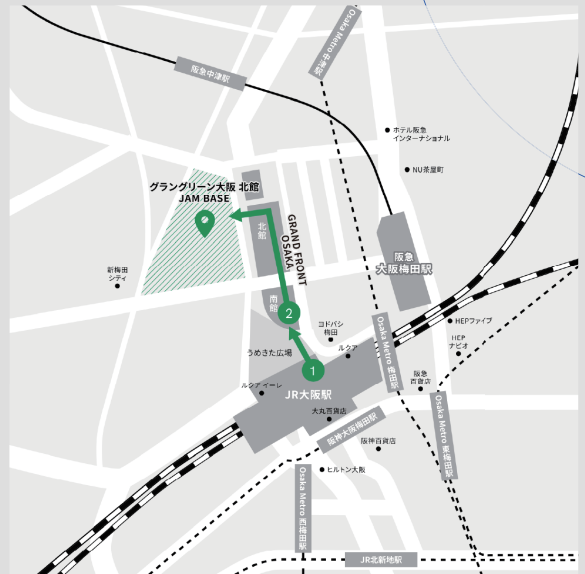 Osaka Metro 中津駅
阪急中津駅
ホテル阪急
インターナショナル
NU茶屋町
グラングリーン大阪 北館
JAM BASE
北館
GRAND FRONT
OSAKA
阪急
大阪梅田駅
新梅田
シティ
南館
2
ヨドバシ
梅田
HEPファイブ
HEP
ナビオ
うめきた広場
ルクア
Osaka Metro 梅田駅
1
阪急
百貨店
ルクア イーレ
JR大阪駅
大丸百貨店
阪神大阪梅田駅
阪神百貨店
Osaka Metro 東梅田駅
ヒルトン大阪
Osaka Metro 西梅田駅
JR北新地駅